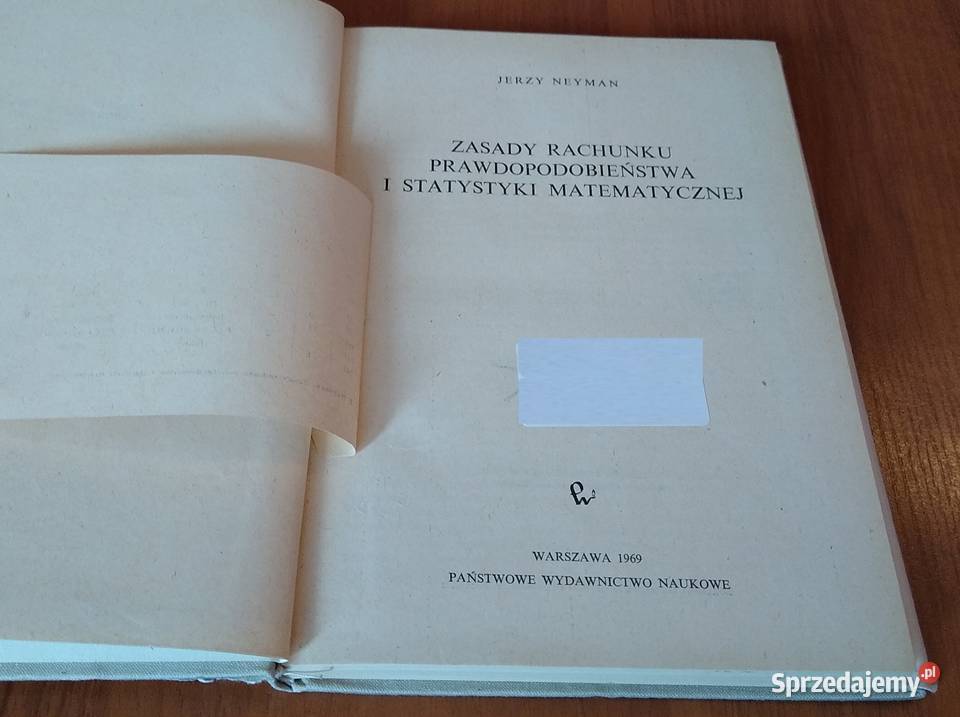 JERZY NEYMAN
ZASADY RACHUNKU
PRAWDOPODOBIEŃSTWA
I STATYSTYKI MATEMATYCZNEJ
WARSZAWA 1969
PAŃSTWOWE WYDAWNICTWO NAUKOWE
Sprzedajemy.pl